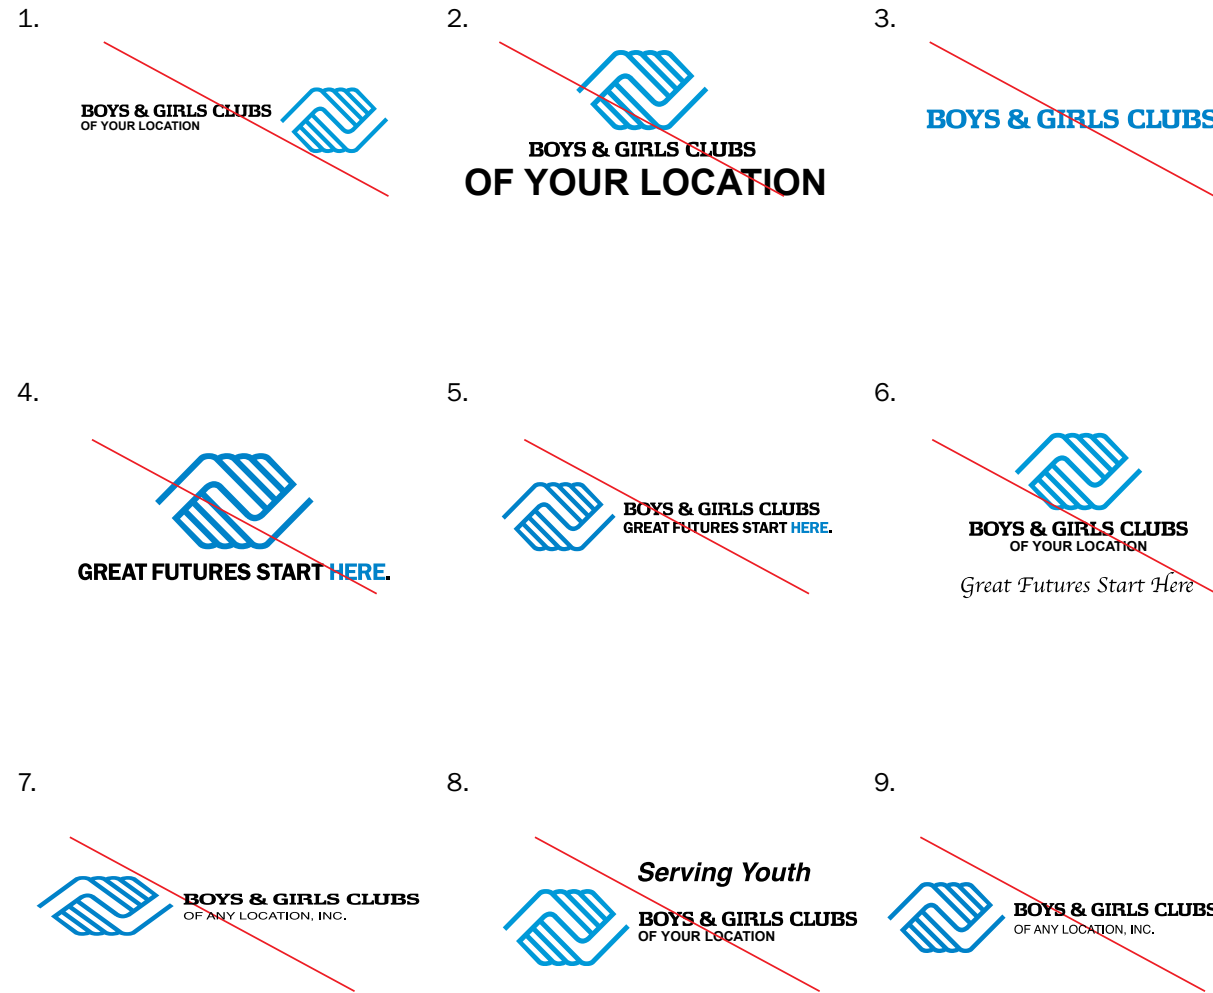 1.
BOYS & GIRLS CLUBS
OF YOUR LOCATION
2.
BOYS & GIRLS CLUBS
OF YOUR LOCATION
3.
BOYS & GIRLS CLUBS
4.
GREAT FUTURES START HERE.
5.
BOYS & GIRLS CLUBS
GREAT FUTURES START HERE.
6.
BOYS & GIRLS CLUBS
OF YOUR LOCATION
Great Futures Start Here
7.
BOYS & GIRLS CLUBS
OF ANY LOCATION, INC.
8.
Serving Youth
BOYS & GIRLS CLUBS
OF YOUR LOCATION
9.
BOYS & GIRLS CLUBS
OF ANY LOCATION, INC.